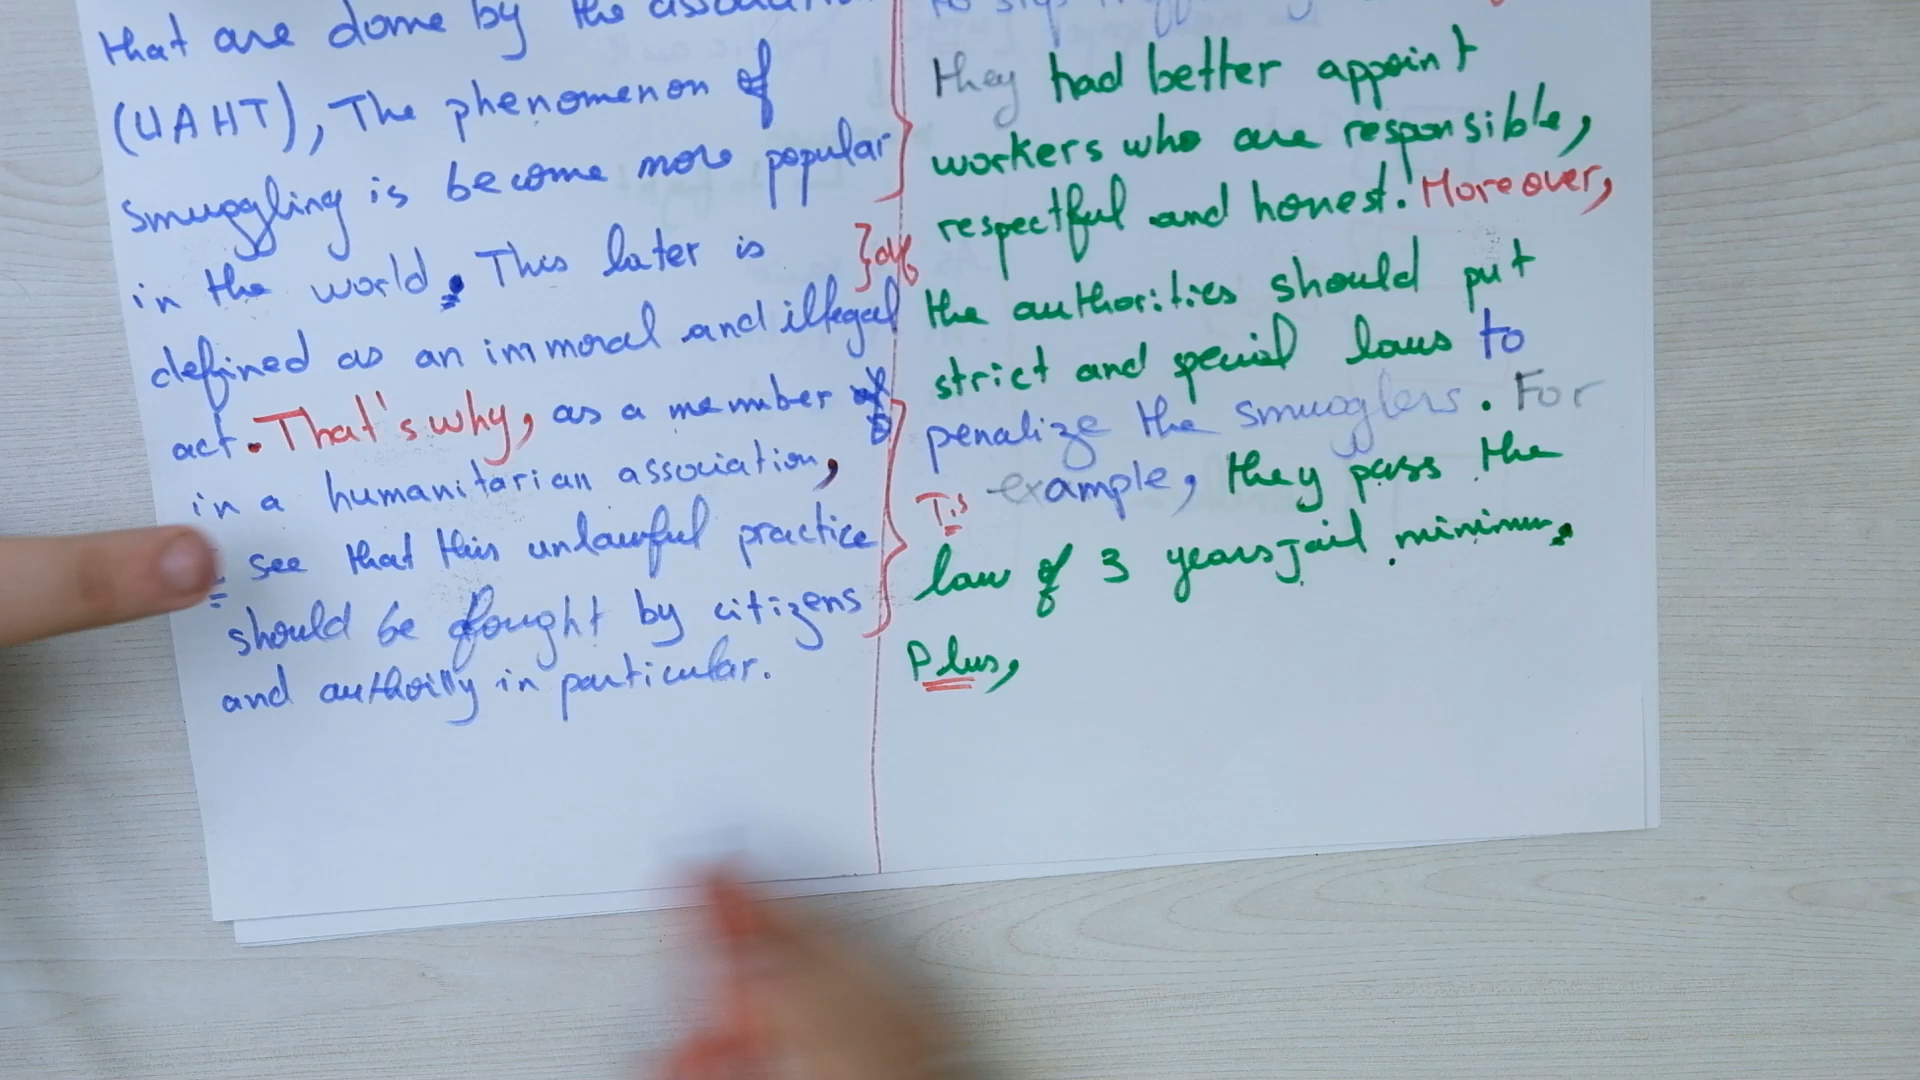 that are done by the
(UAHT), The phenomenon of
smuggling is become more popular
in the world. This later is
defined as an immoral and illegal
act. That's why, as a member
in a humanitarian association,
see that this unlawful practice
should be fought by citizens
and authoirty in particular.
}def
they had better appoint
workers who are responsible,
respectful and honest. Moreover,
the authorities should put
strict and special laws to
penalize the smugglers. For
example, they pass the
law of 3 years jail minimum.
Plus,